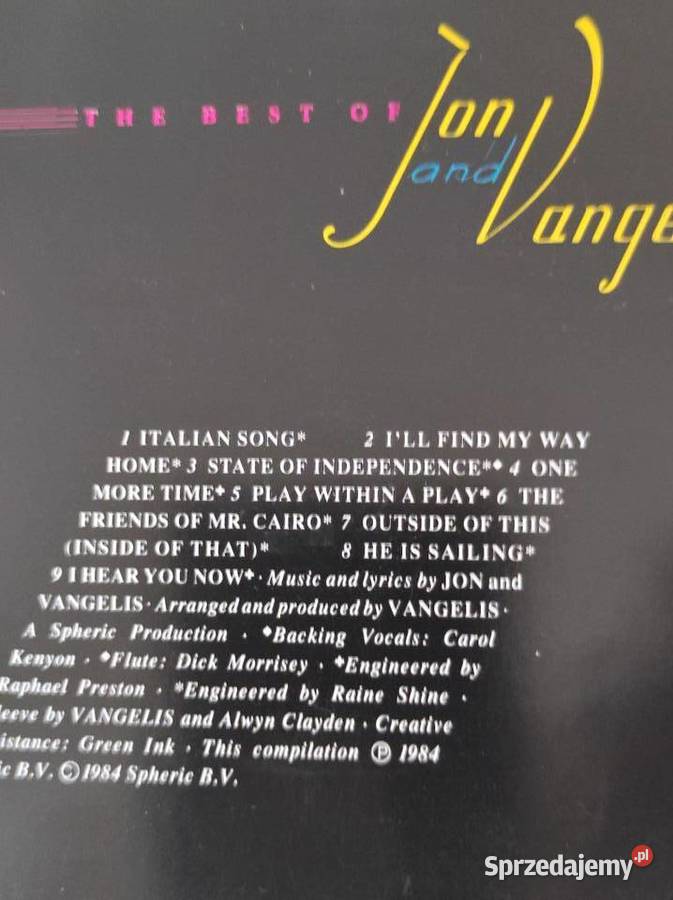 THE BEST OF Jon
and Vange
1 ITALIAN SONG* 2 I'LL FIND MY WAY
HOME* 3 STATE OF INDEPENDENCE*◆ 4 ONE
MORE TIME◆ 5 PLAY WITHIN A PLAY◆ 6 THE
FRIENDS OF MR. CAIRO* 7 OUTSIDE OF THIS
(INSIDE OF THAT)* 8 HE IS SAILING*
9 I HEAR YOU NOW◆ · Music and lyrics by JON and
VANGELIS · Arranged and produced by VANGELIS ·
A Spheric Production · ◆Backing Vocals: Carol
Kenyon · ◆Flute: Dick Morrisey · ◆Engineered by
Raphael Preston · *Engineered by Raine Shine ·
leeve by VANGELIS and Alwyn Clayden · Creative
istance: Green Ink · This compilation ℗ 1984
ic B.V. © 1984 Spheric B.V.
Sprzedajemy.pl